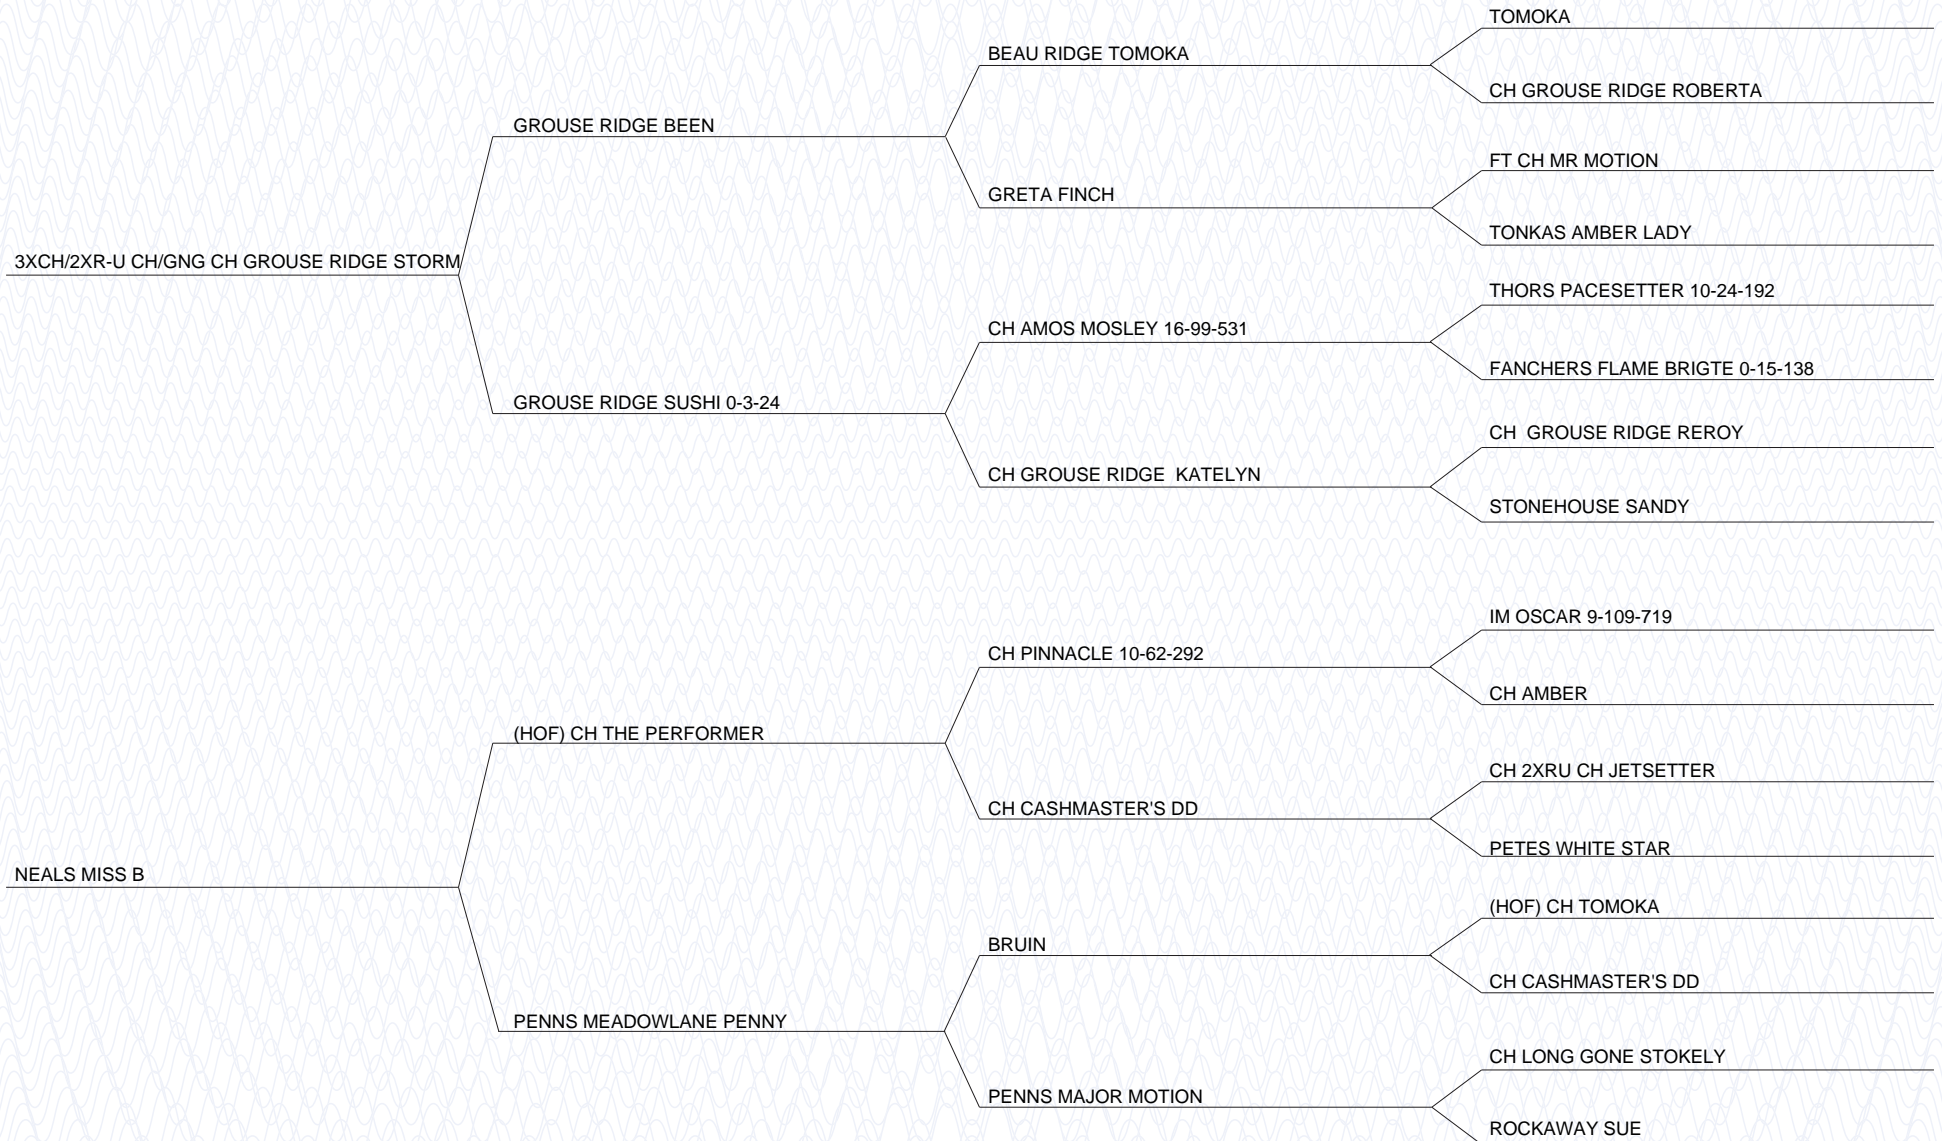 TOMOKA
BEAU RIDGE TOMOKA
CH GROUSE RIDGE ROBERTA
GROUSE RIDGE BEEN
FT CH MR MOTION
GRETA FINCH
TONKAS AMBER LADY
3XCH/2XR-U CH/GNG CH GROUSE RIDGE STORM
THORS PACESETTER 10-24-192
CH AMOS MOSLEY 16-99-531
FANCHERS FLAME BRIGTE 0-15-138
GROUSE RIDGE SUSHI 0-3-24
CH  GROUSE RIDGE REROY
CH GROUSE RIDGE  KATELYN
STONEHOUSE SANDY
IM OSCAR 9-109-719
CH PINNACLE 10-62-292
CH AMBER
(HOF) CH THE PERFORMER
CH 2XRU CH JETSETTER
CH CASHMASTER'S DD
PETES WHITE STAR
NEALS MISS B
(HOF) CH TOMOKA
BRUIN
CH CASHMASTER'S DD
PENNS MEADOWLANE PENNY
CH LONG GONE STOKELY
PENNS MAJOR MOTION
ROCKAWAY SUE